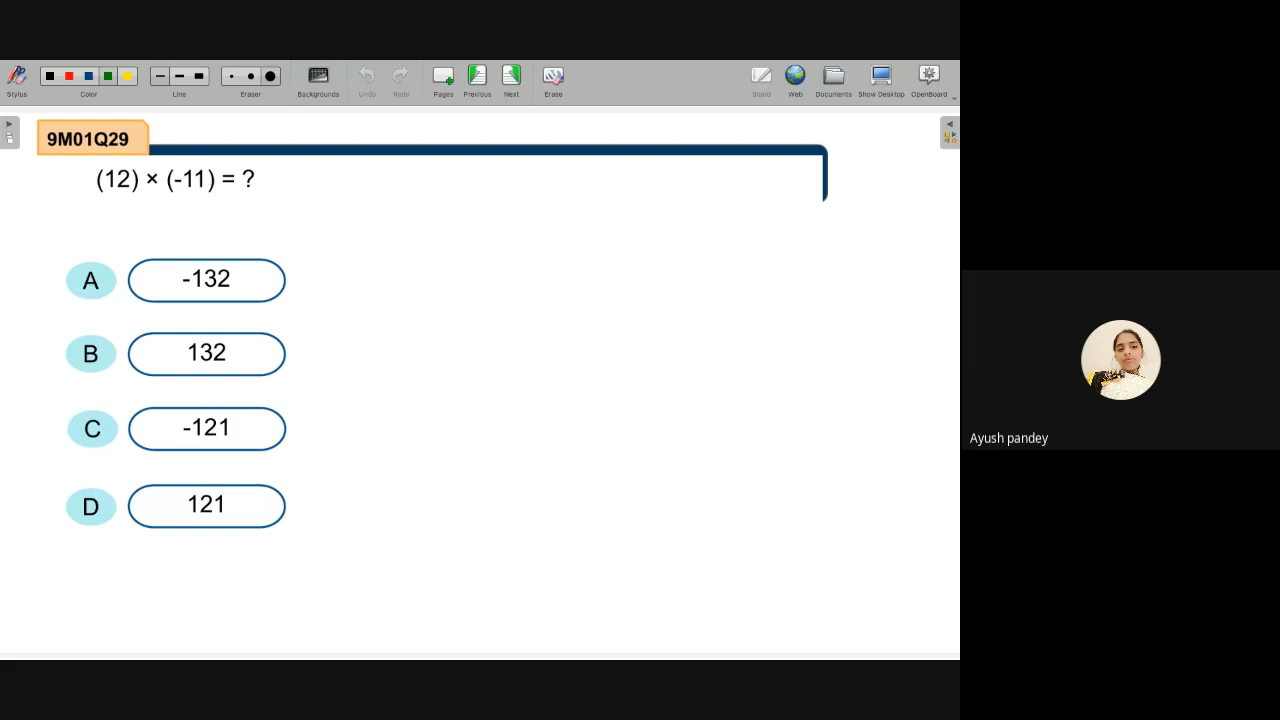 Stylus
Color
Line
Eraser
Backgrounds
Undo
Redo
Pages
Previous
Next
Erase
Board
Web
Documents
Show Desktop
OpenBoard
9M01Q29
(12) × (-11) = ?
A -132
B 132
C -121
D 121
Ayush pandey